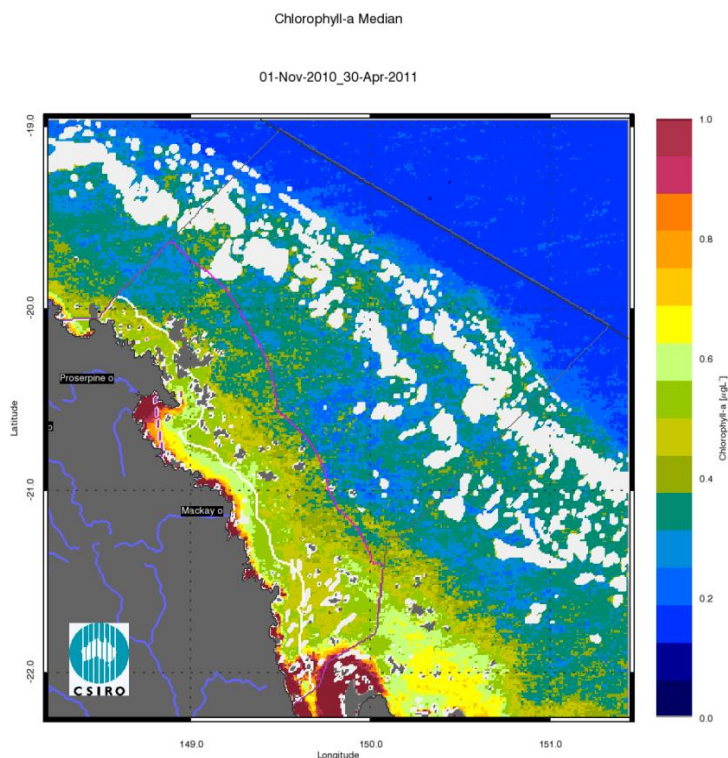 Chlorophyll-a Median
01-Nov-2010_30-Apr-2011
-19.0
-20.0
-21.0
-22.0
Latitude
Proserpine o
o
Mackay o
CSIRO
149.0
150.0
151.0
Longitude
1.0
0.8
0.6
0.4
0.2
0.0
Chlorophyll-a [µgL⁻¹]